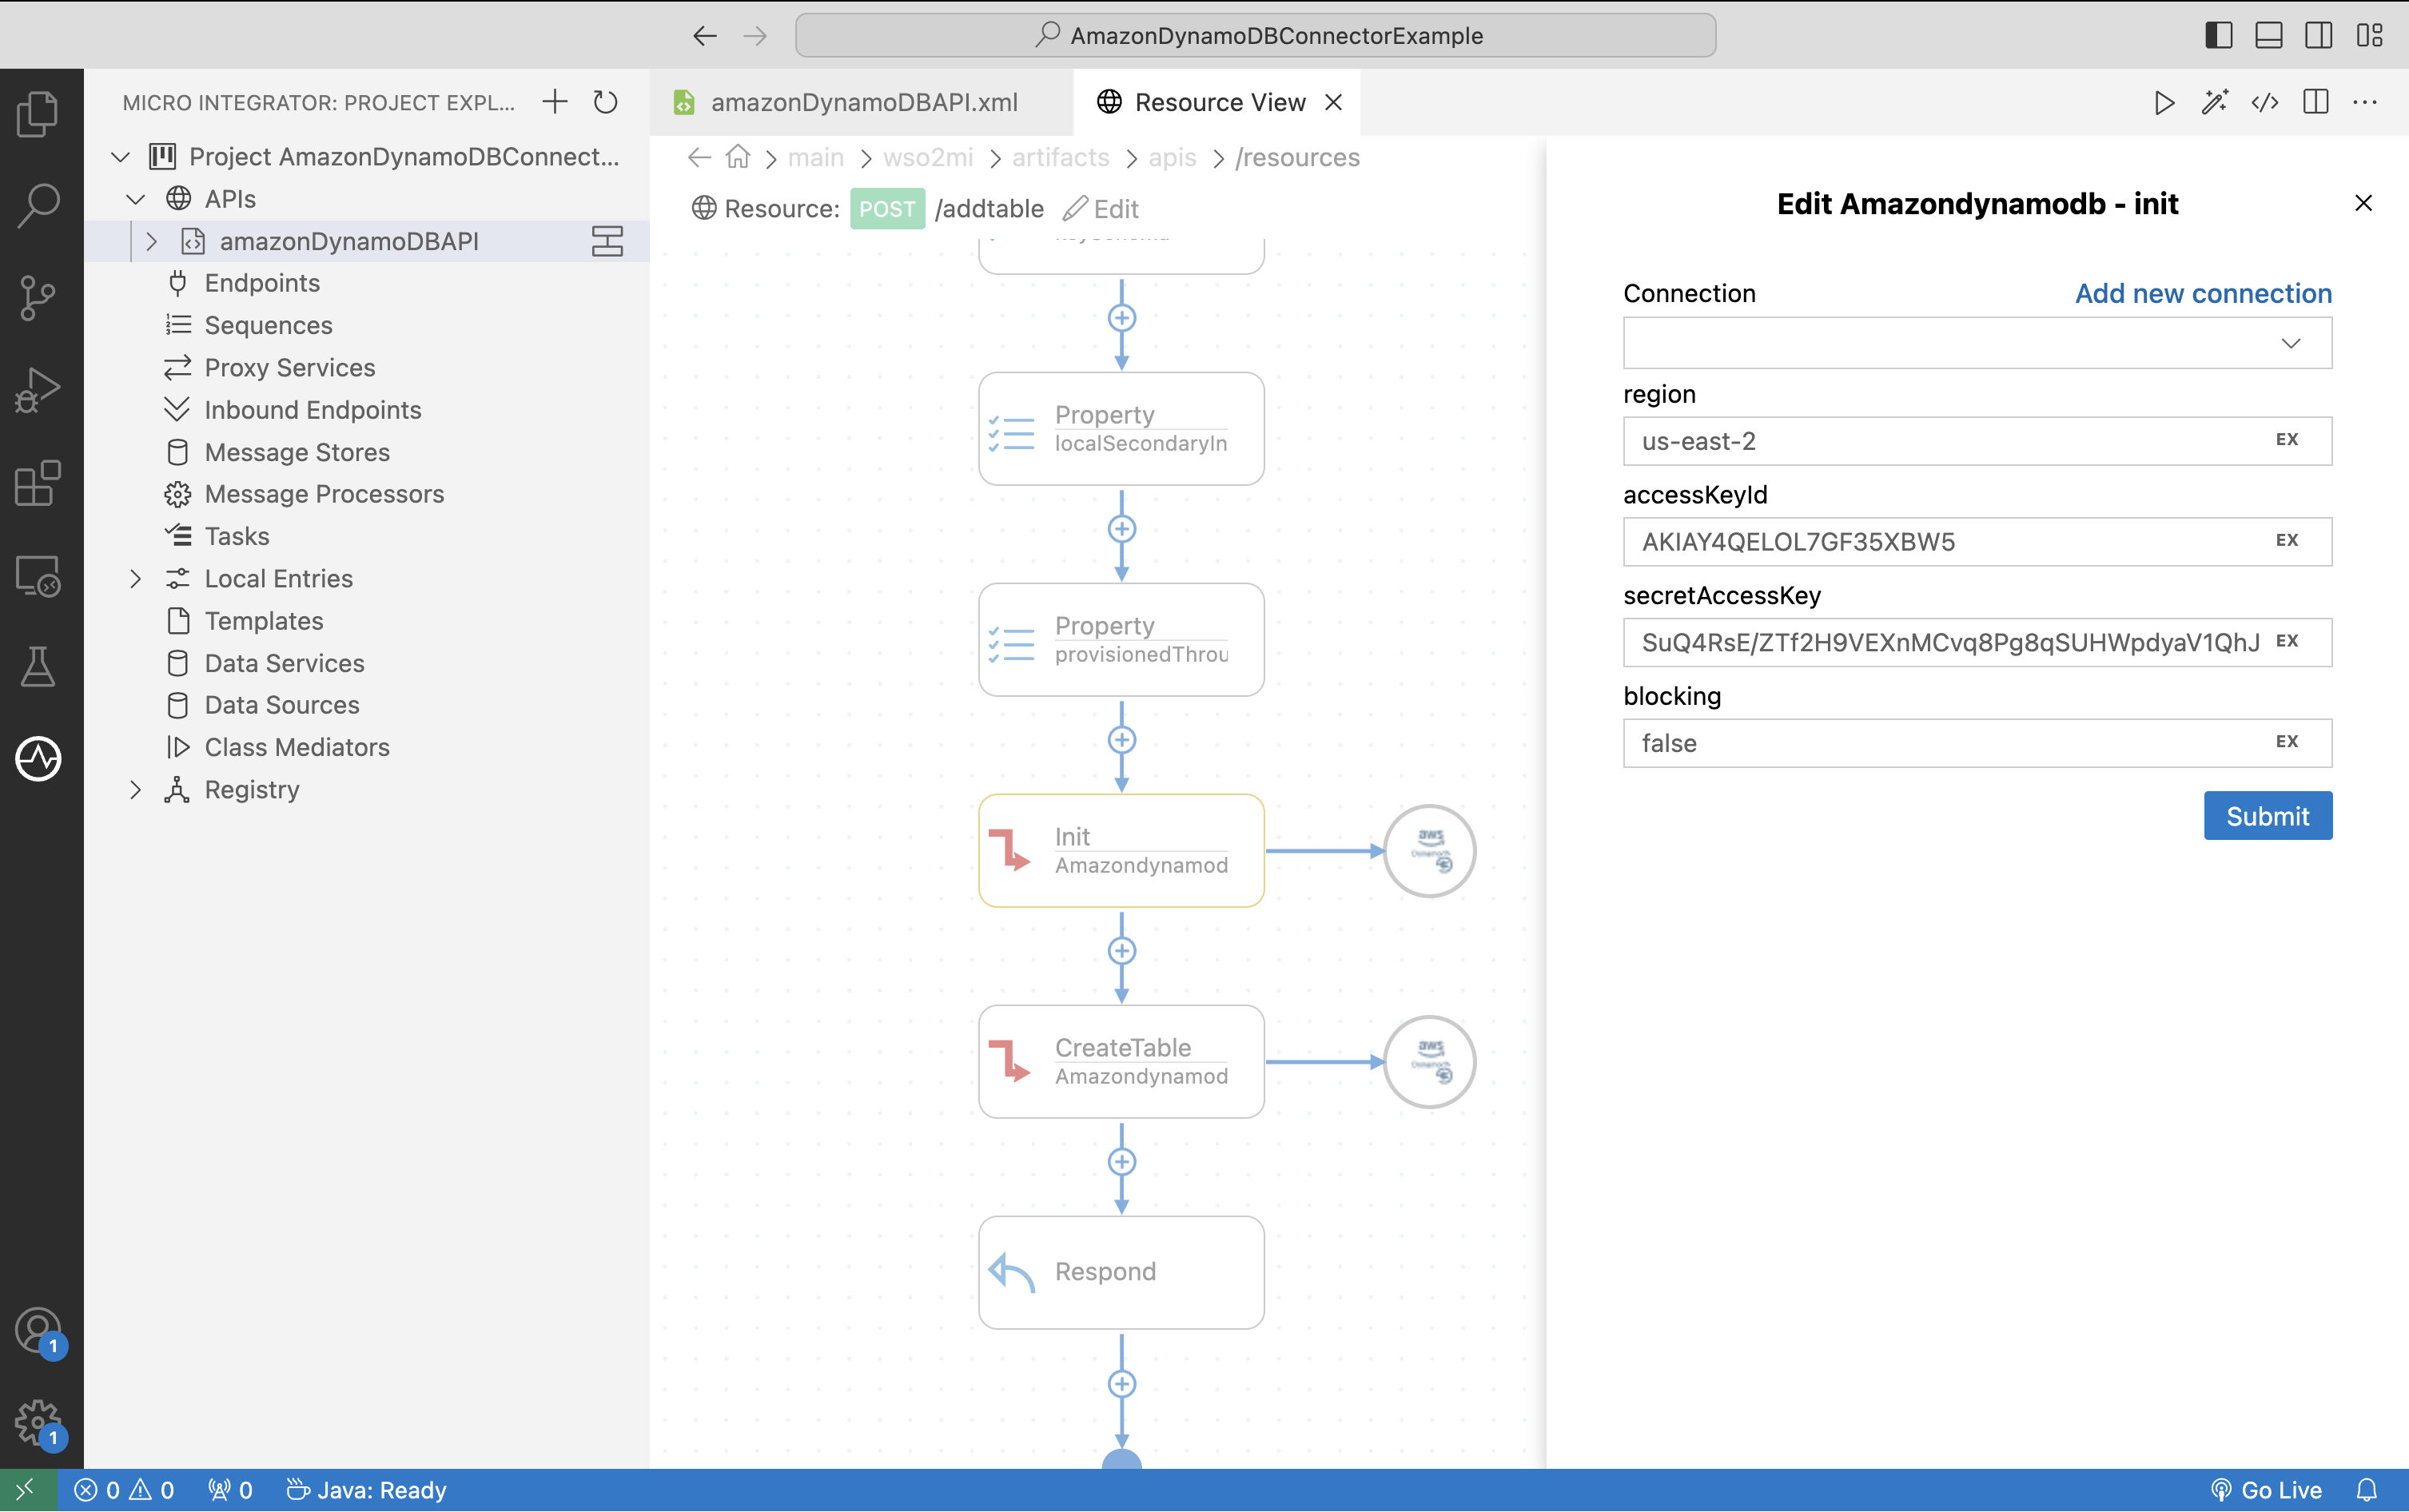 AmazonDynamoDBConnectorExample
MICRO INTEGRATOR: PROJECT EXPL...
amazonDynamoDBAPI.xml
Resource View
Project AmazonDynamoDBConnect...
APIs
amazonDynamoDBAPI
Endpoints
Sequences
Proxy Services
Inbound Endpoints
Message Stores
Message Processors
Tasks
Local Entries
Templates
Data Services
Data Sources
Class Mediators
Registry
main > wso2mi > artifacts > apis > /resources
Resource: POST /addtable Edit
Property
localSecondaryIn
Property
provisionedThrou
Init
Amazondynamod
aws
CreateTable
Amazondynamod
aws
Respond
Edit Amazondynamodb - init
Connection Add new connection
region
us-east-2 EX
accessKeyId
AKIAY4QELOL7GF35XBW5 EX
secretAccessKey
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 EX
blocking
false EX
Submit
1
1
0 0 0 Java: Ready Go Live